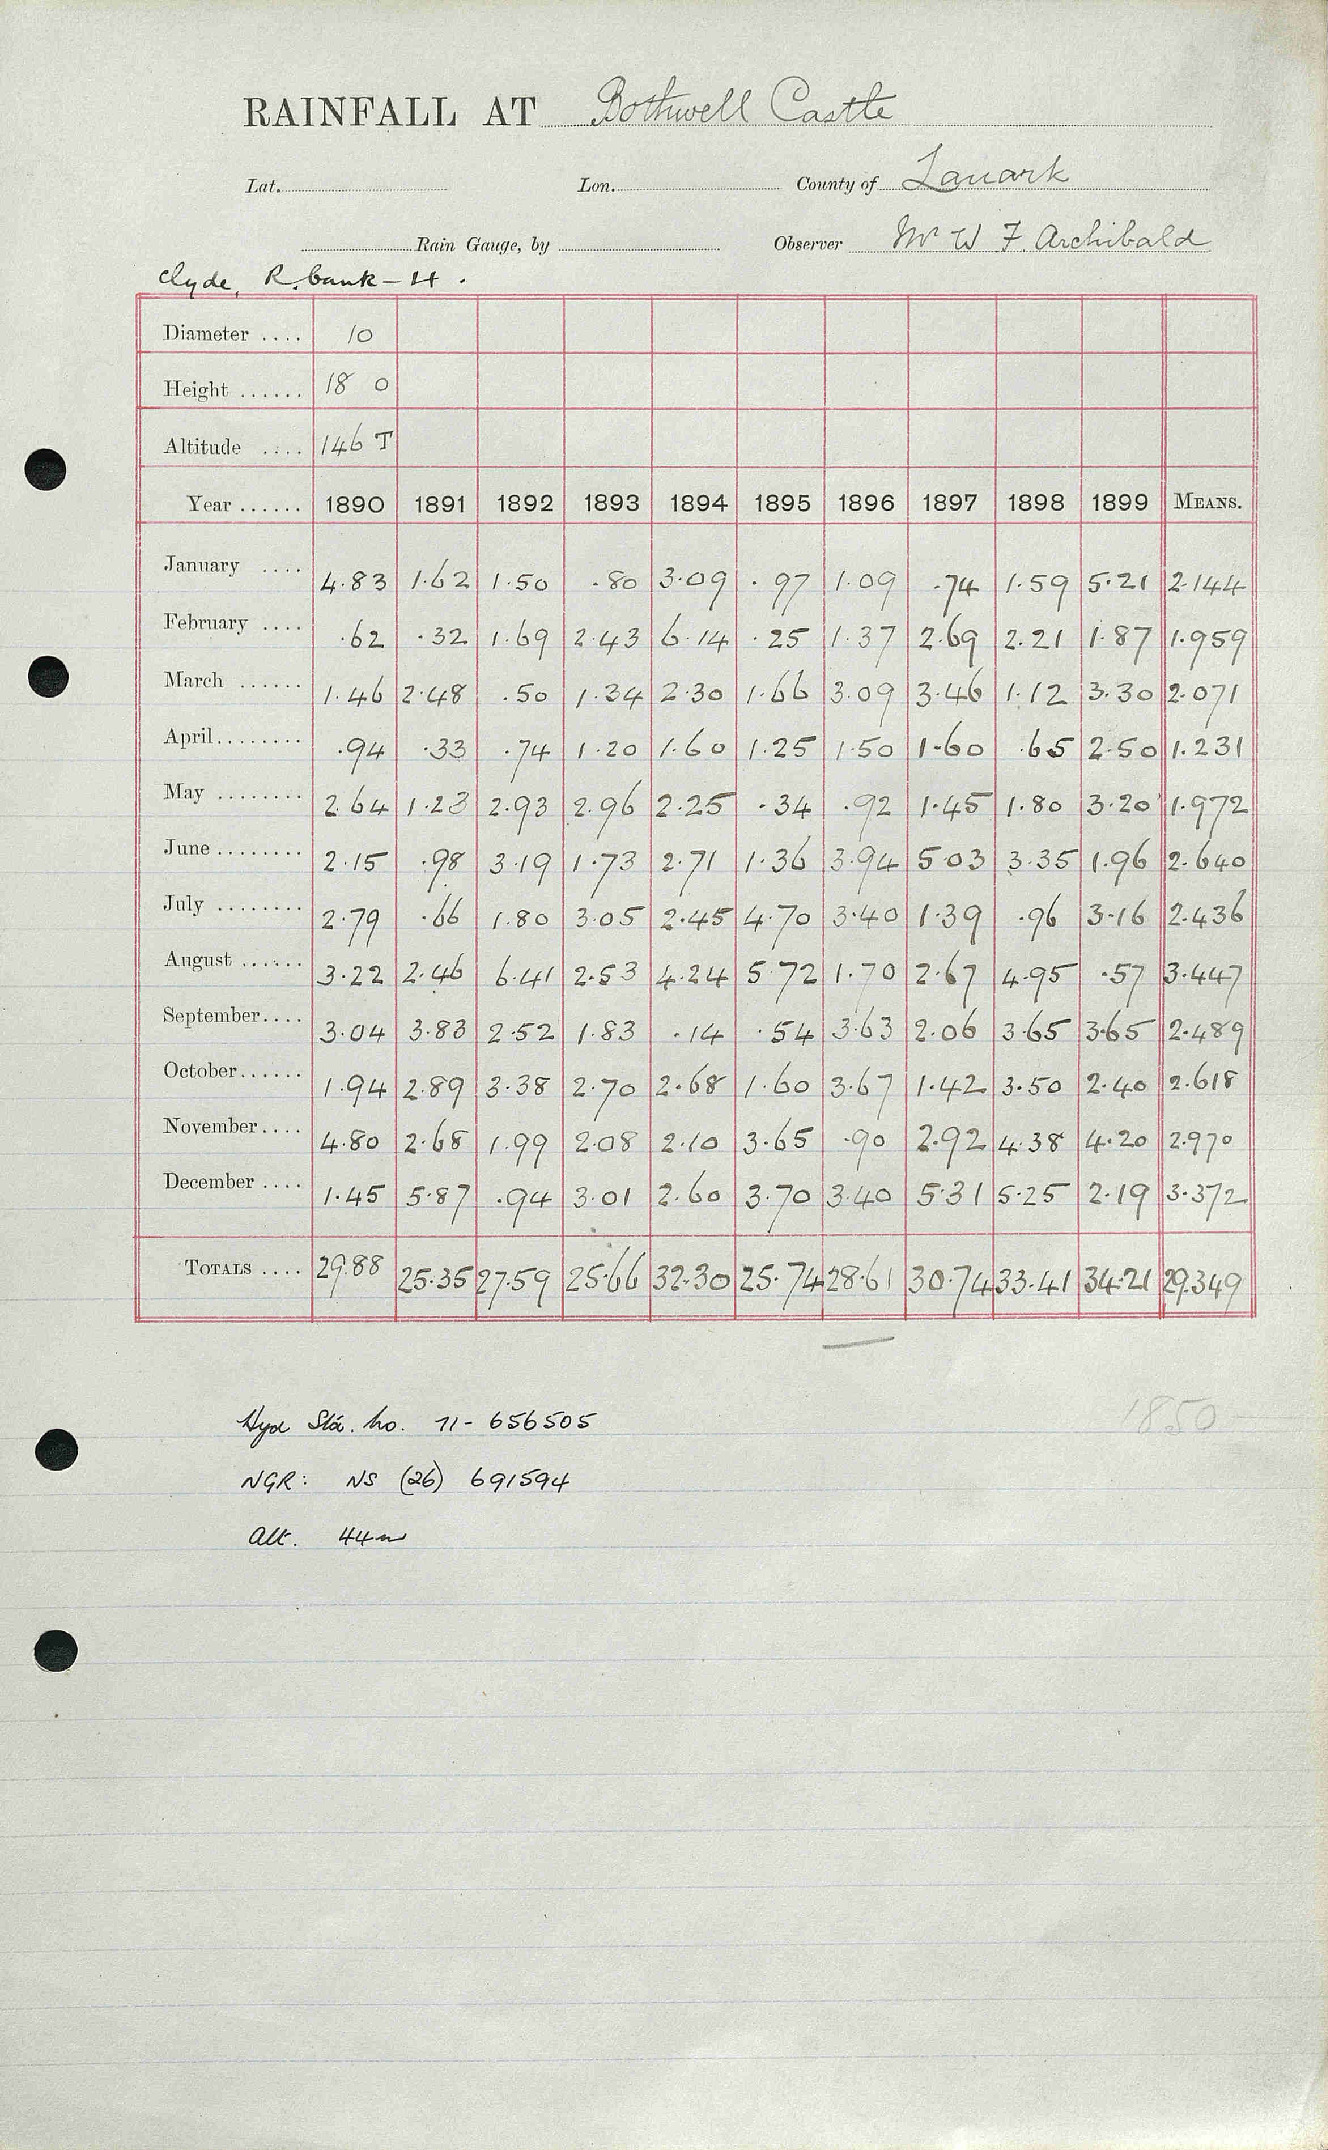 RAINFALL AT Bothwell Castle
Lat. Lon. County of Lanark
Rain Gauge, by Observer Mr W F. Archibald
Clyde, R. bank – H.
Diameter .... 10
Height ...... 18 0
Altitude .... 146 T
Year ...... 1890 1891 1892 1893 1894 1895 1896 1897 1898 1899 MEANS.
January .... 4.83 1.62 1.50 .80 3.09 .97 1.09 .74 1.59 5.21 2.144
February .... .62 .32 1.69 2.43 6.14 .25 1.37 2.69 2.21 1.87 1.959
March ...... 1.46 2.48 .50 1.34 2.30 1.66 3.09 3.46 1.12 3.30 2.071
April........ .94 .33 .74 1.20 1.60 1.25 1.50 1.60 .65 2.50 1.231
May ........ 2.64 1.23 2.93 2.96 2.25 .34 .92 1.45 1.80 3.20 1.972
June ........ 2.15 .98 3.19 1.73 2.71 1.36 3.94 5.03 3.35 1.96 2.640
July ........ 2.79 .66 1.80 3.05 2.45 4.70 3.40 1.39 .96 3.16 2.436
August ...... 3.22 2.46 6.41 2.53 4.24 5.72 1.70 2.67 4.95 .57 3.447
September.... 3.04 3.83 2.52 1.83 .14 .54 3.63 2.06 3.65 3.65 2.489
October...... 1.94 2.89 3.38 2.70 2.68 1.60 3.67 1.42 3.50 2.40 2.618
November.... 4.80 2.68 1.99 2.08 2.10 3.65 .90 2.92 4.38 4.20 2.970
December .... 1.45 5.87 .94 3.01 2.60 3.70 3.40 5.31 5.25 2.19 3.372
TOTALS .... 29.88 25.35 27.59 25.66 32.30 25.74 28.61 30.74 33.41 34.21 29.349
Hyd Sta. No. 71 - 656505
1850
NGR: NS (26) 691594
Alt. 44m